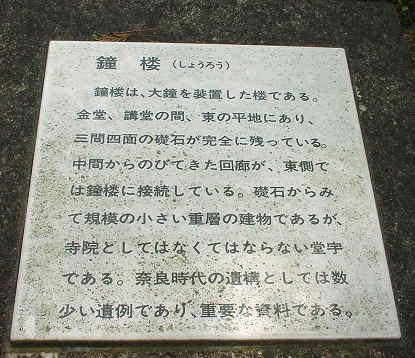 鐘楼(しょうろう)
鐘楼は、大鐘を装置した楼である。
金堂、講堂の間、東の平地にあり、
三間四面の礎石が完全に残っている。
中間からのびてきた回廊が、東側で
は鐘楼に接続している。礎石からみ
て規模の小さい重層の建物であるが、
寺院としてはなくてはならない堂宇
である。奈良時代の遺構としては数
少い遺例であり、重要な資料である。